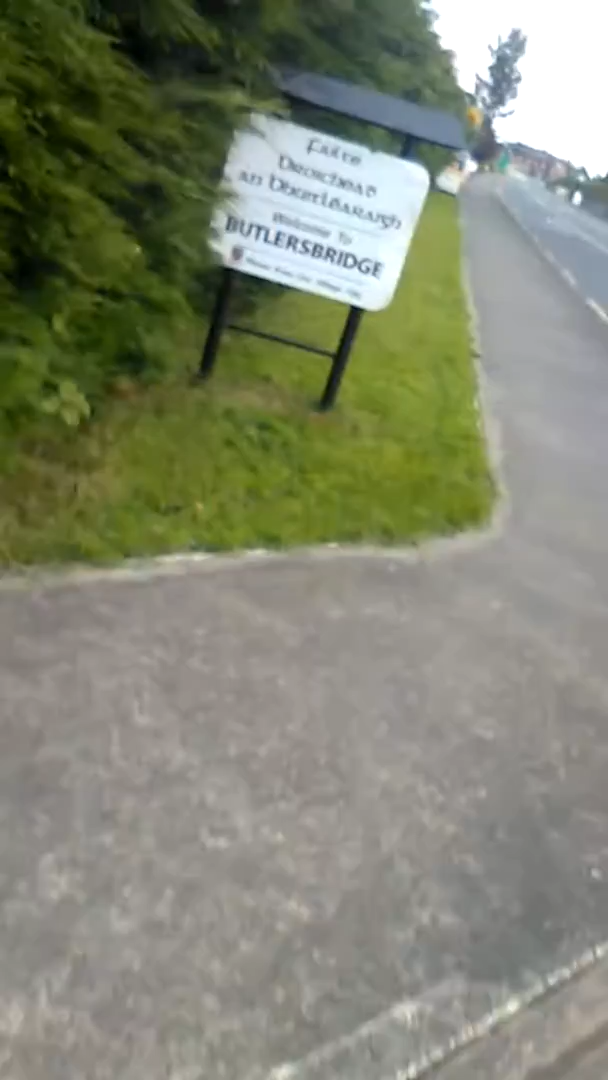 Fáilte
Droichead
an Bhuitléaraigh
Welcome To
BUTLERSBRIDGE